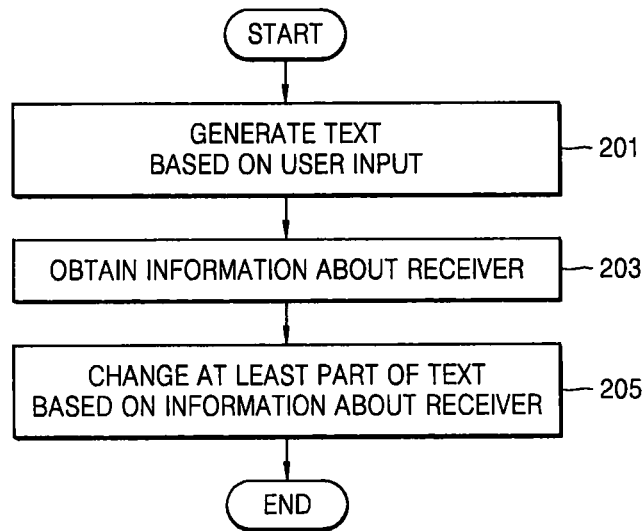 START
GENERATE TEXT
BASED ON USER INPUT
201
OBTAIN INFORMATION ABOUT RECEIVER
203
CHANGE AT LEAST PART OF TEXT
BASED ON INFORMATION ABOUT RECEIVER
205
END